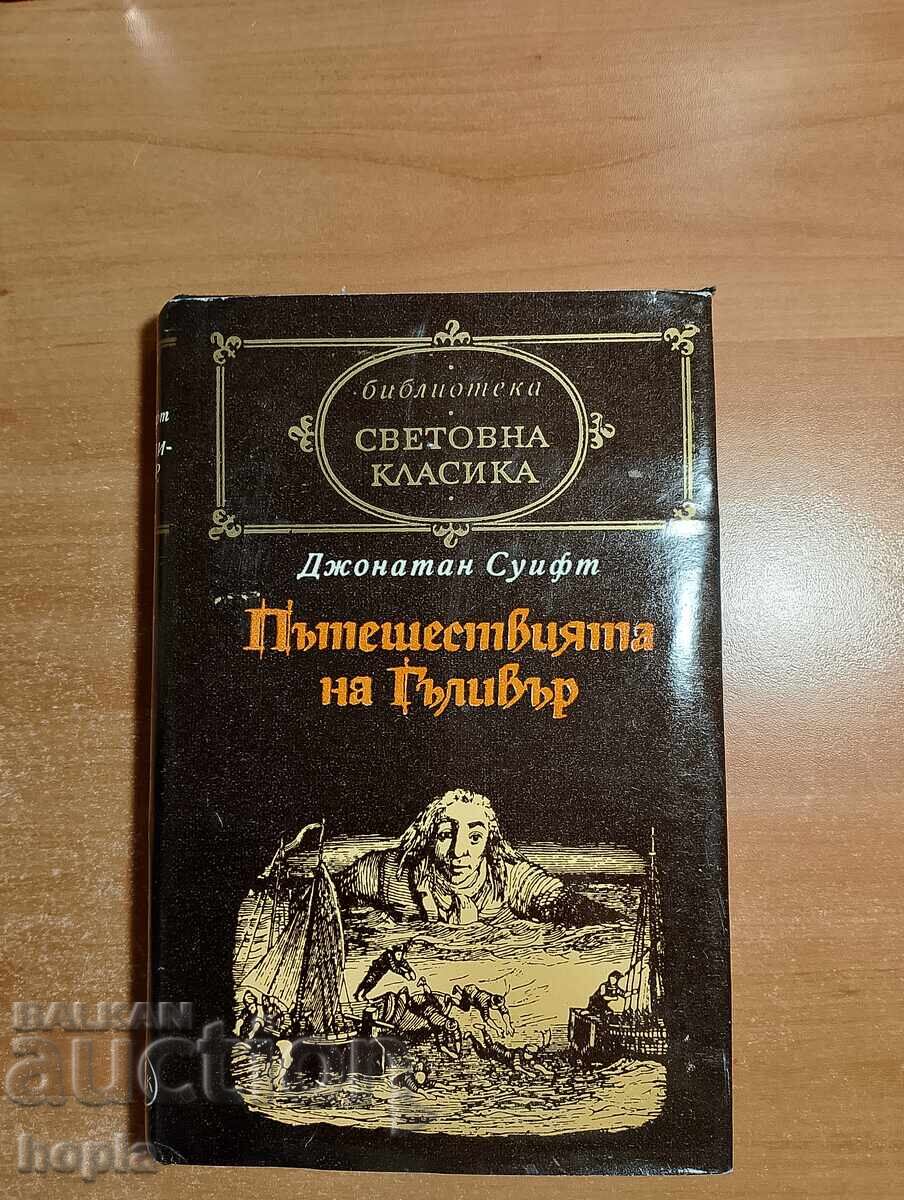 библиотека
СВЕТОВНА
КЛАСИКА
Джонатан Суифт
Пътешествията
на Гъливър
BALKAN
auction
hopla